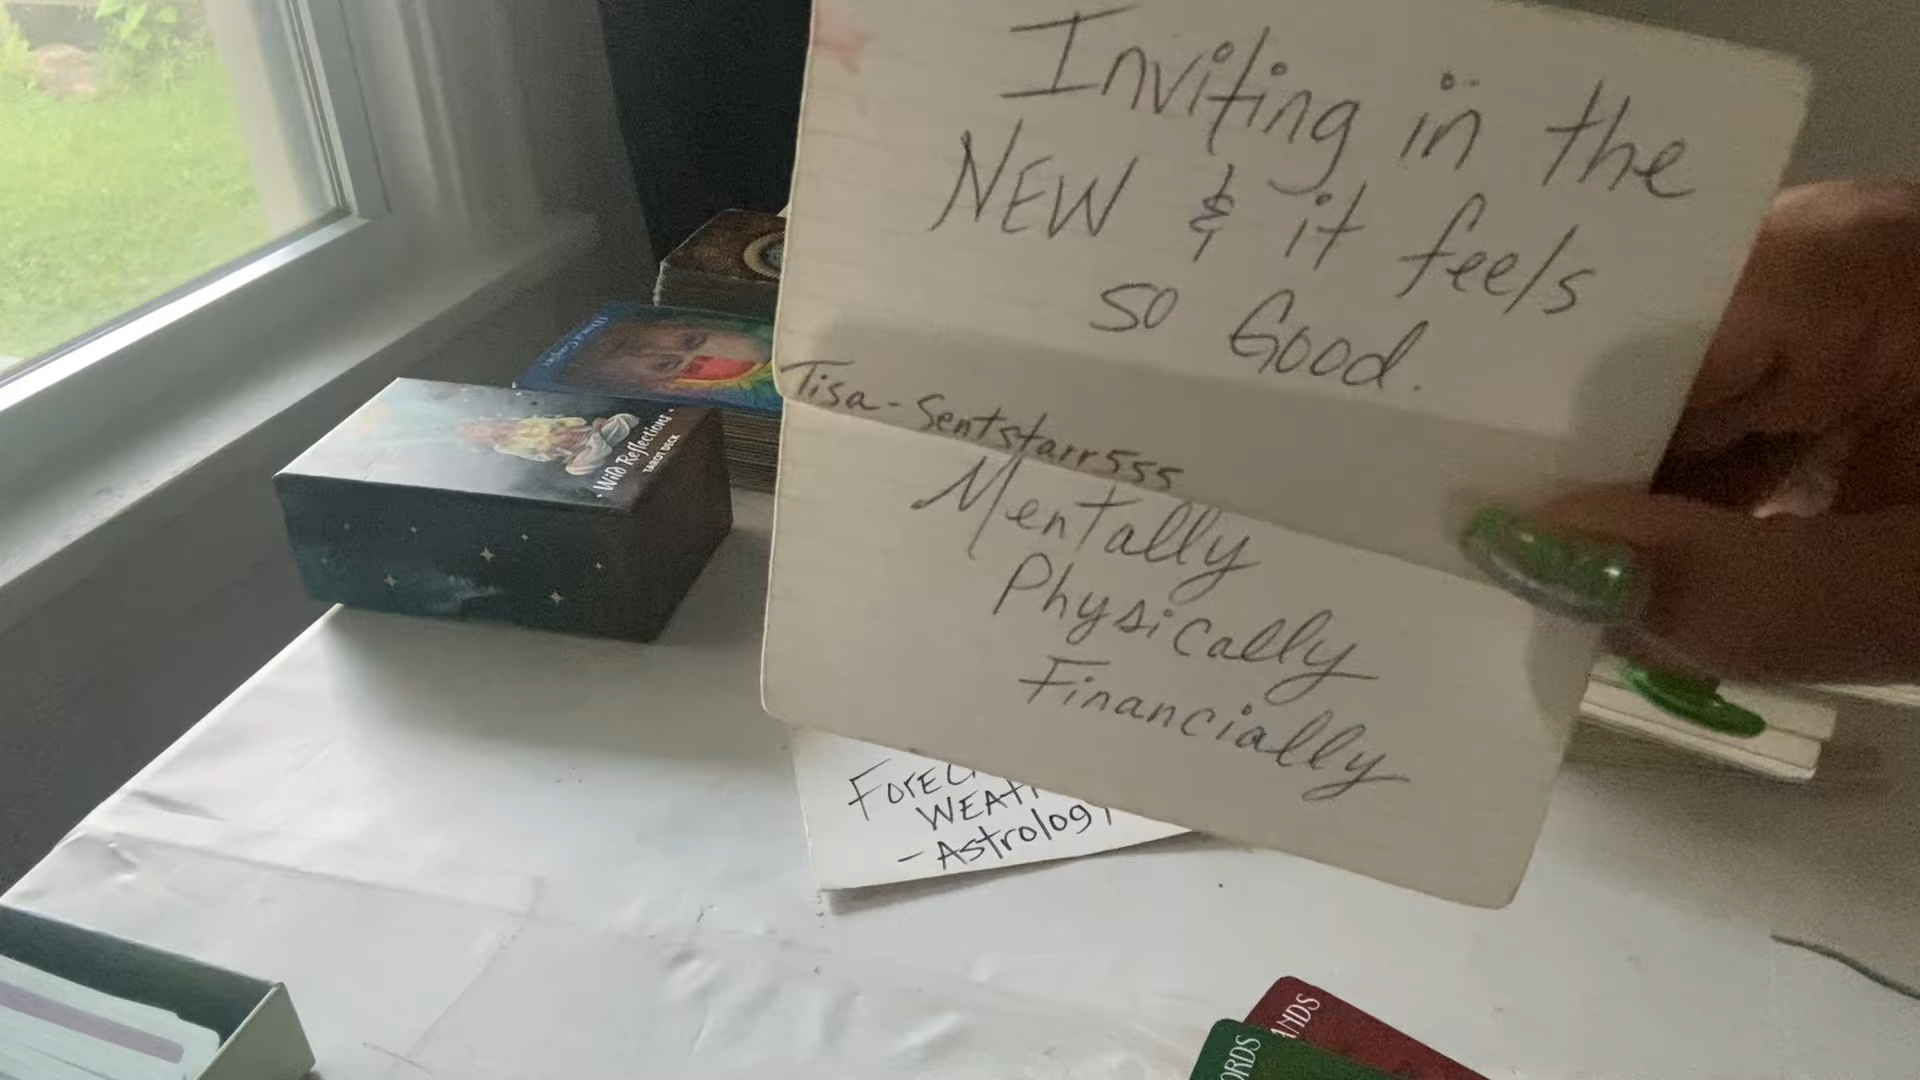 Inviting in the
NEW & it feels
so Good.
Tisa-Sentstarr555
Mentally
Physically
Financially
- Astrology
Wild Reflections
TAROT DECK